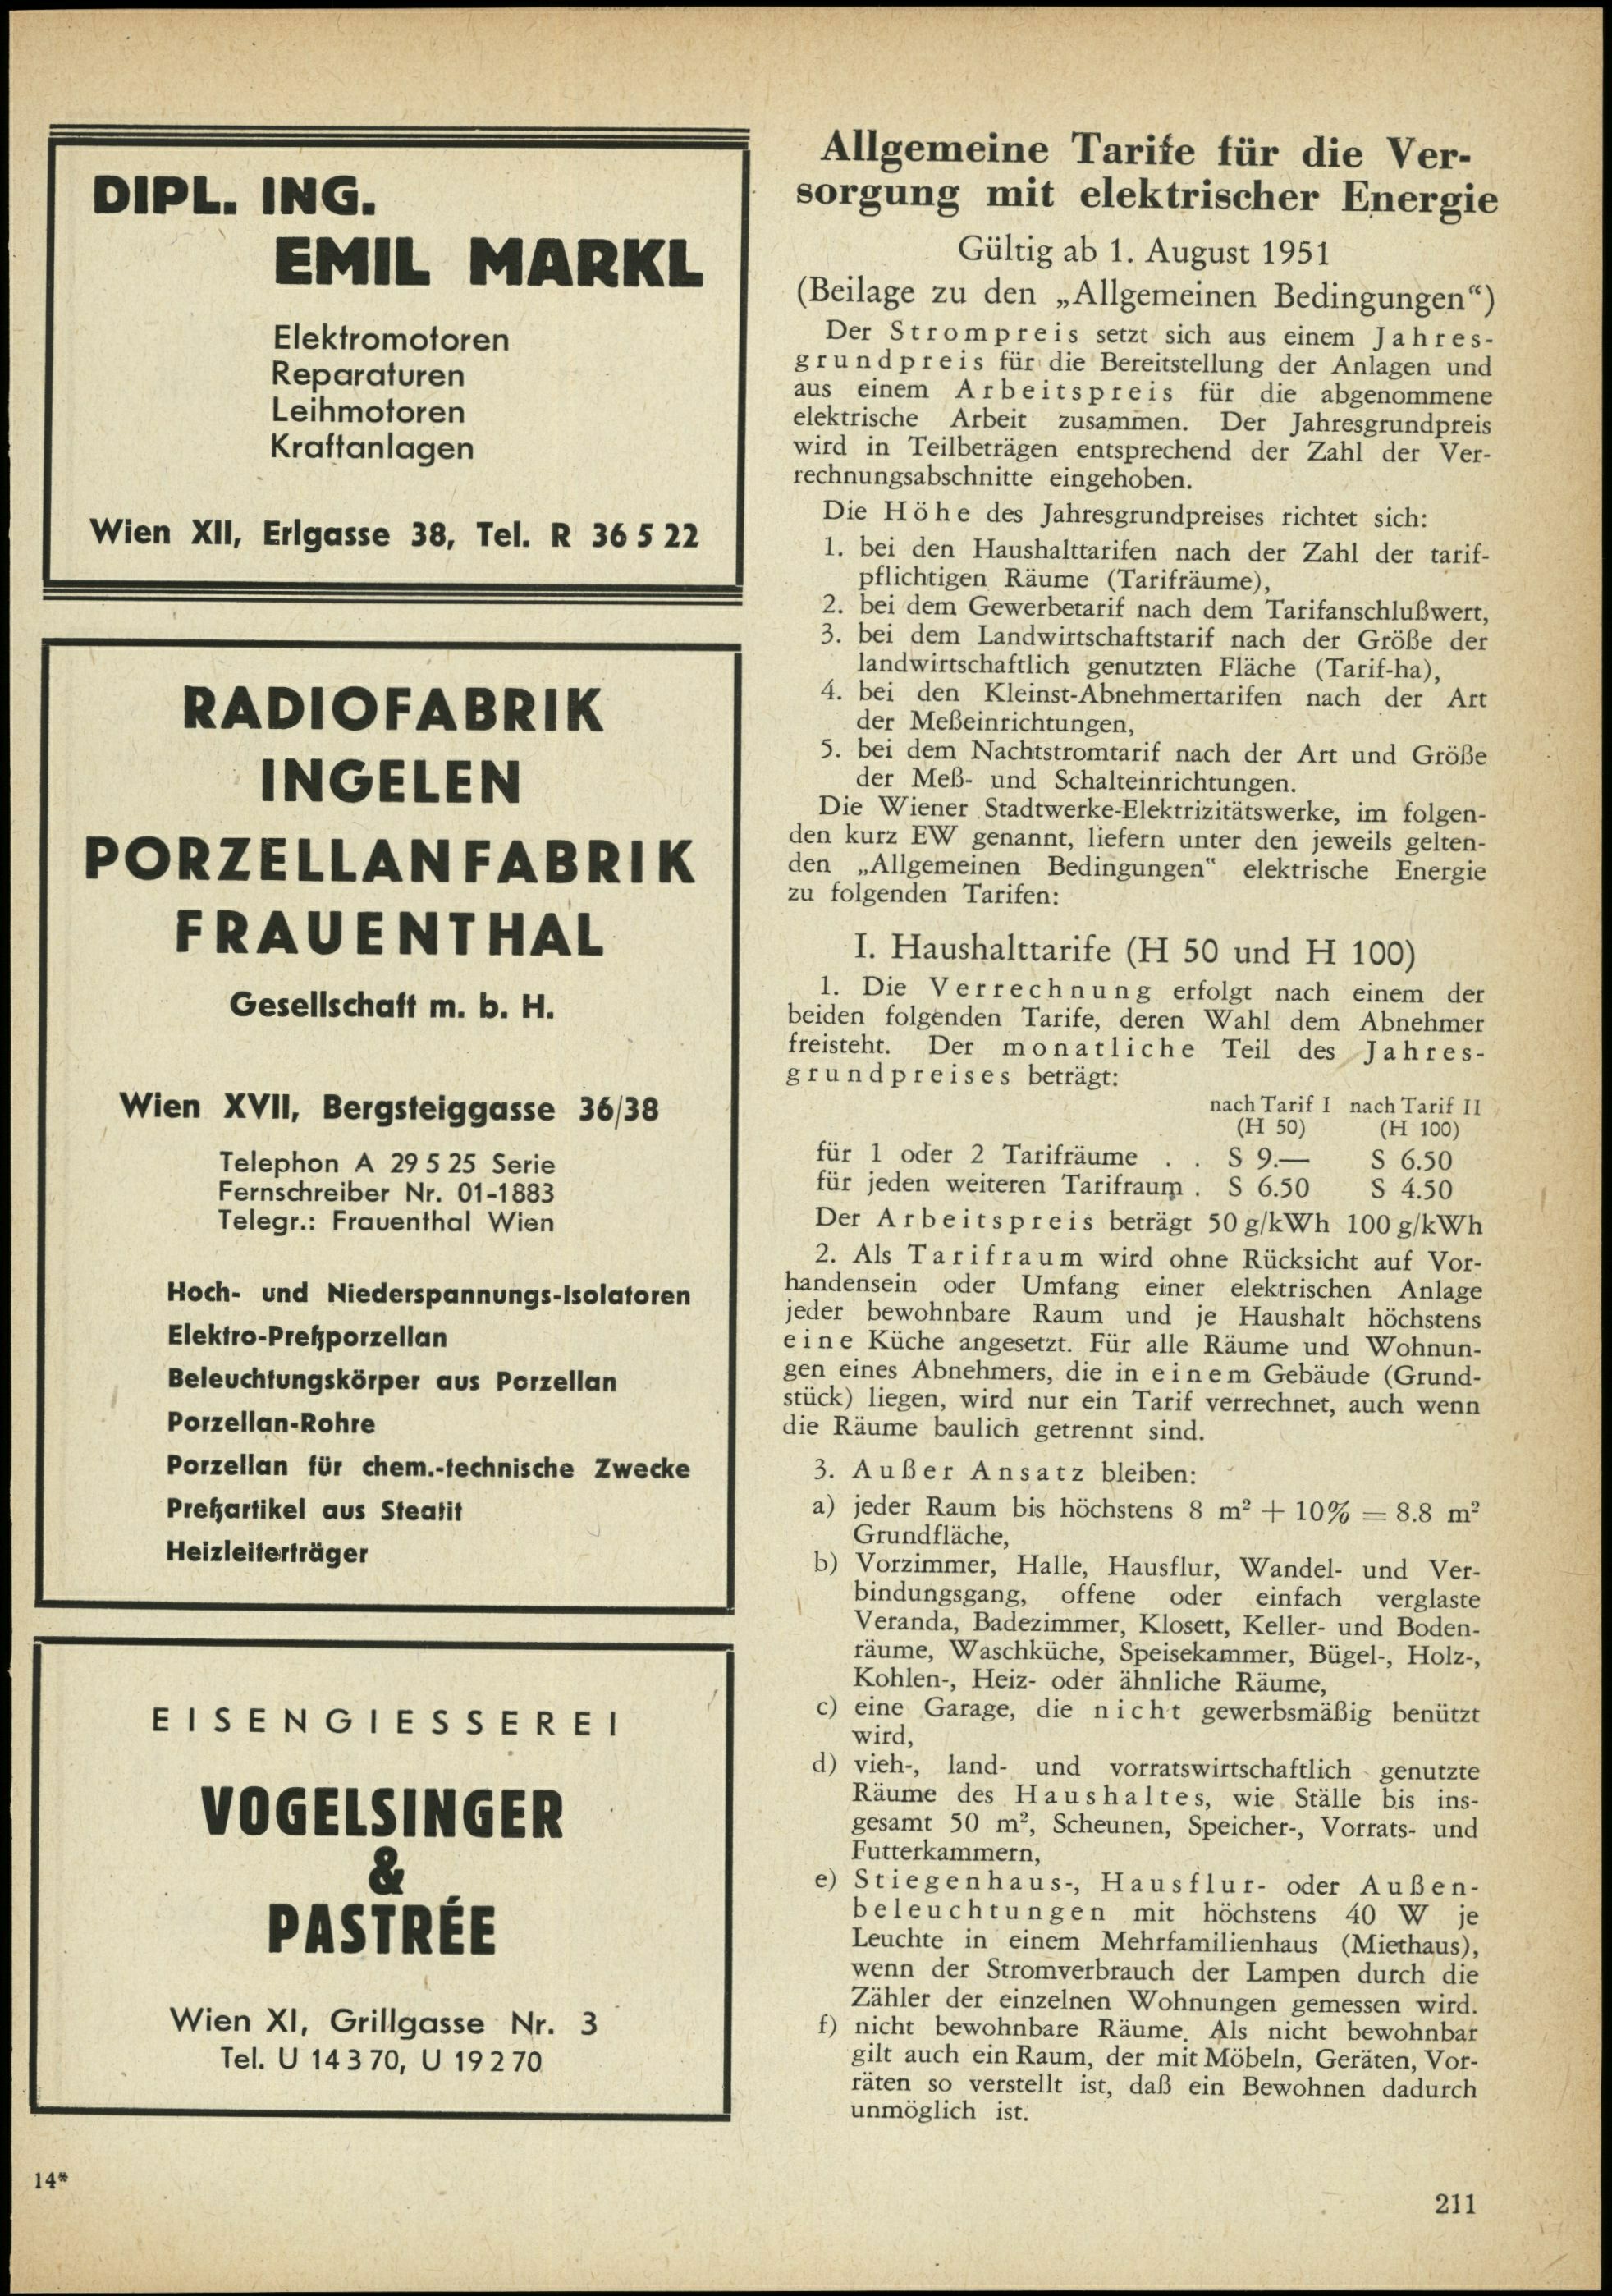 DIPL. ING.
EMIL MARKL
Elektromotoren
Reparaturen
Leihmotoren
Kraftanlagen
Wien XII, Erlgasse 38, Tel. R 36 5 22
RADIOFABRIK
INGELEN
PORZELLANFABRIK
FRAUENTHAL
Gesellschaft m. b. H.
Wien XVII, Bergsteiggasse 36/38
Telephon A 29 5 25 Serie
Fernschreiber Nr. 01-1883
Telegr.: Frauenthal Wien
Hoch- und Niederspannungs-Isolatoren
Elektro-Preßporzellan
Beleuchtungskörper aus Porzellan
Porzellan-Rohre
Porzellan für chem.-technische Zwecke
Preßartikel aus Steatit
Heizleiterträger
EISENGIESSEREI
VOGELSINGER
&
PASTRÉE
Wien XI, Grillgasse Nr. 3
Tel. U 14 3 70, U 19 2 70
14*
Allgemeine Tarife für die Ver-
sorgung mit elektrischer Energie
Gültig ab 1. August 1951
(Beilage zu den „Allgemeinen Bedingungen“)
Der Strompreis setzt sich aus einem Jahres-
grundpreis für die Bereitstellung der Anlagen und
aus einem Arbeitspreis für die abgenommene
elektrische Arbeit zusammen. Der Jahresgrundpreis
wird in Teilbeträgen entsprechend der Zahl der Ver-
rechnungsabschnitte eingehoben.
Die Höhe des Jahresgrundpreises richtet sich:
1. bei den Haushalttarifen nach der Zahl der tarif-
pflichtigen Räume (Tarifräume),
2. bei dem Gewerbetarif nach dem Tarifanschlußwert,
3. bei dem Landwirtschaftstarif nach der Größe der
landwirtschaftlich genutzten Fläche (Tarif-ha),
4. bei den Kleinst-Abnehmertarifen nach der Art
der Meßeinrichtungen,
5. bei dem Nachtstromtarif nach der Art und Größe
der Meß- und Schalteinrichtungen.
Die Wiener Stadtwerke-Elektrizitätswerke, im folgen-
den kurz EW genannt, liefern unter den jeweils gelten-
den „Allgemeinen Bedingungen“ elektrische Energie
zu folgenden Tarifen:
I. Haushalttarife (H 50 und H 100)
1. Die Verrechnung erfolgt nach einem der
beiden folgenden Tarife, deren Wahl dem Abnehmer
freisteht. Der monatliche Teil des Jahres-
grundpreises beträgt:
nach Tarif I nach Tarif II
(H 50) (H 100)
für 1 oder 2 Tarifräume . . S 9.— S 6.50
für jeden weiteren Tarifraum . S 6.50 S 4.50
Der Arbeitspreis beträgt 50 g/kWh 100 g/kWh
2. Als Tarifraum wird ohne Rücksicht auf Vor-
handensein oder Umfang einer elektrischen Anlage
jeder bewohnbare Raum und je Haushalt höchstens
eine Küche angesetzt. Für alle Räume und Wohnun-
gen eines Abnehmers, die in einem Gebäude (Grund-
stück) liegen, wird nur ein Tarif verrechnet, auch wenn
die Räume baulich getrennt sind.
3. Außer Ansatz bleiben:
a) jeder Raum bis höchstens 8 m² + 10% = 8.8 m²
Grundfläche,
b) Vorzimmer, Halle, Hausflur, Wandel- und Ver-
bindungsgang, offene oder einfach verglaste
Veranda, Badezimmer, Klosett, Keller- und Boden-
räume, Waschküche, Speisekammer, Bügel-, Holz-,
Kohlen-, Heiz- oder ähnliche Räume,
c) eine Garage, die nicht gewerbsmäßig benützt
wird,
d) vieh-, land- und vorratswirtschaftlich genutzte
Räume des Haushaltes, wie Ställe bis ins-
gesamt 50 m², Scheunen, Speicher-, Vorrats- und
Futterkammern,
e) Stiegenhaus-, Hausflur- oder Außen-
beleuchtungen mit höchstens 40 W je
Leuchte in einem Mehrfamilienhaus (Miethaus),
wenn der Stromverbrauch der Lampen durch die
Zähler der einzelnen Wohnungen gemessen wird.
f) nicht bewohnbare Räume. Als nicht bewohnbar
gilt auch ein Raum, der mit Möbeln, Geräten, Vor-
räten so verstellt ist, daß ein Bewohnen dadurch
unmöglich ist.
211